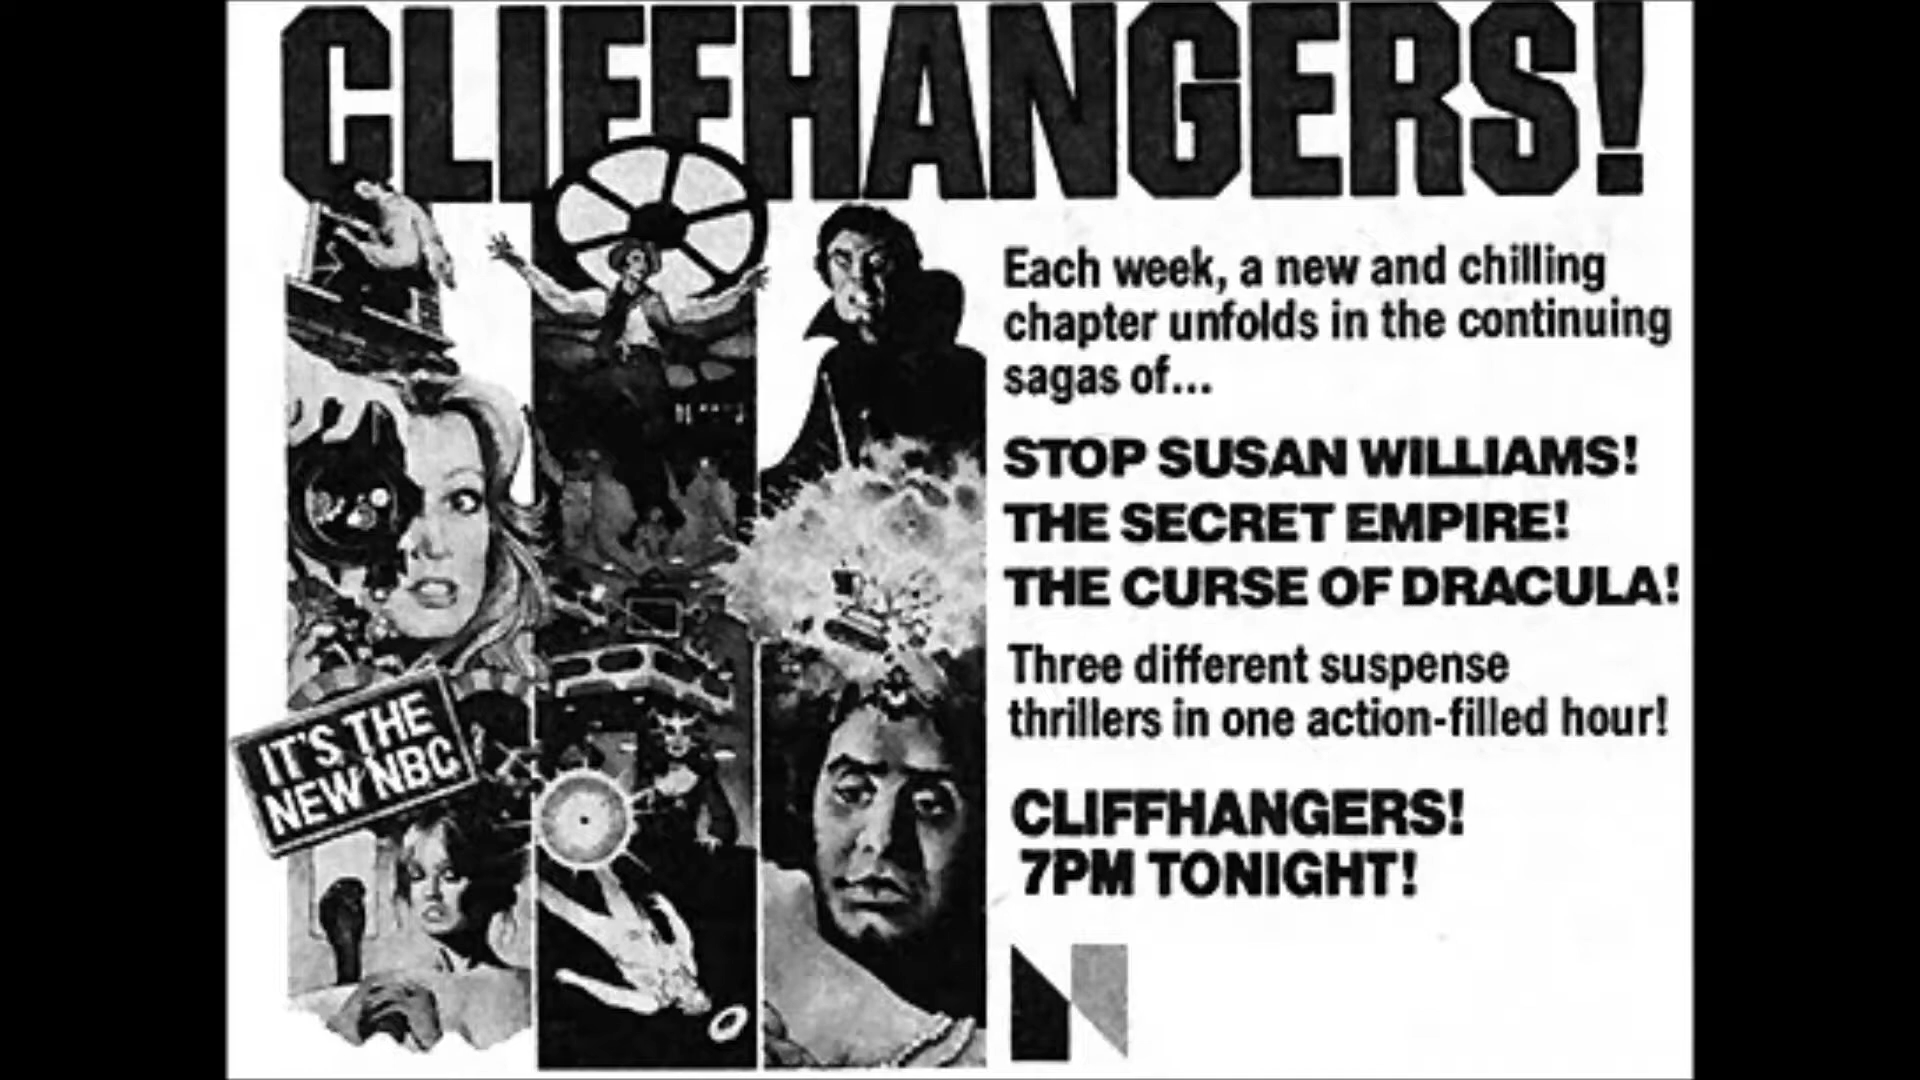 CLIFFHANGERS!
Each week, a new and chilling
chapter unfolds in the continuing
sagas of...
STOP SUSAN WILLIAMS!
THE SECRET EMPIRE!
THE CURSE OF DRACULA!
Three different suspense
thrillers in one action-filled hour!
IT'S THE
NEW NBC
CLIFFHANGERS!
7PM TONIGHT!
N